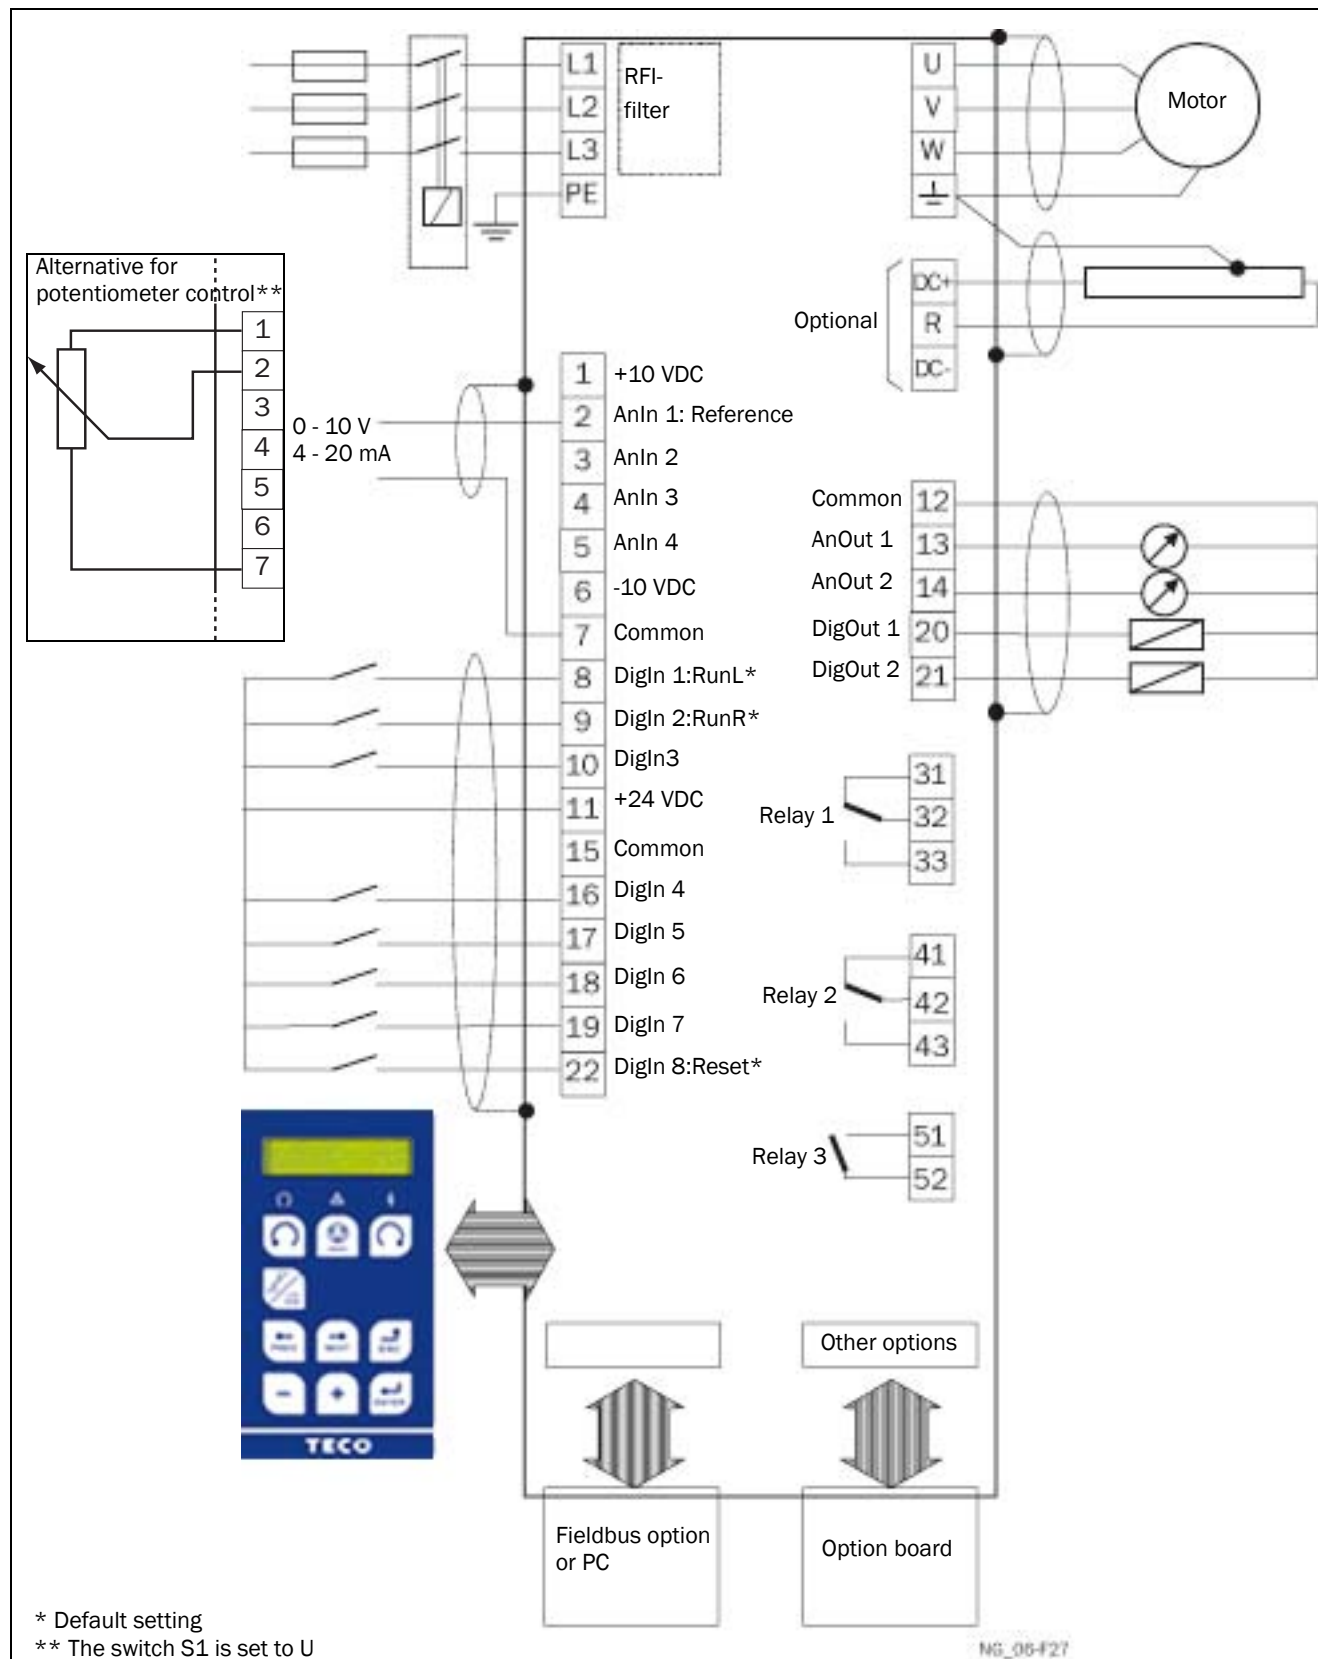 L1
RFI-
filter
L2
L3
PE
U
V
W
Motor
Alternative for
potentiometer control**
1
2
3
4
5
6
7
0 - 10 V
4 - 20 mA
Optional
DC+
R
DC-
1 +10 VDC
2 AnIn 1: Reference
3 AnIn 2
4 AnIn 3
5 AnIn 4
6 -10 VDC
7 Common
8 DigIn 1:RunL*
9 DigIn 2:RunR*
10 DigIn3
11 +24 VDC
15 Common
16 DigIn 4
17 DigIn 5
18 DigIn 6
19 DigIn 7
22 DigIn 8:Reset*
Common 12
AnOut 1 13
AnOut 2 14
DigOut 1 20
DigOut 2 21
Relay 1
31
32
33
Relay 2
41
42
43
Relay 3
51
52
PREV
NEXT
ESC
-
+
ENTER
TECO
Other options
Fieldbus option
or PC
Option board
* Default setting
** The switch S1 is set to U
NG_06-F27